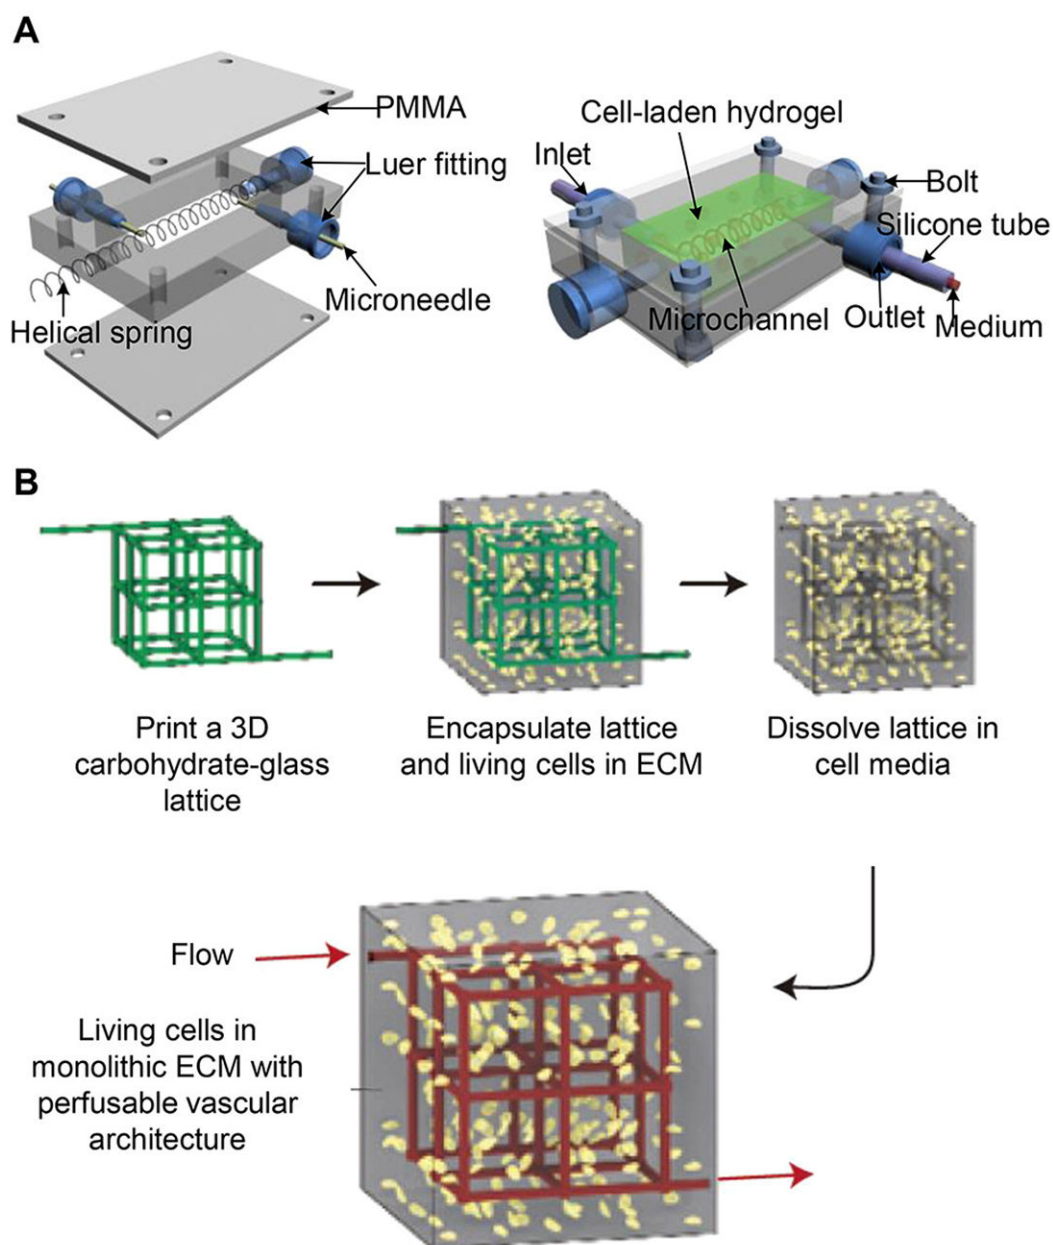 A
PMMA
Luer fitting
Microneedle
Helical spring
Cell-laden hydrogel
Inlet
Bolt
Silicone tube
Microchannel
Outlet
Medium
B
Print a 3D
carbohydrate-glass
lattice
Encapsulate lattice
and living cells in ECM
Dissolve lattice in
cell media
Flow
Living cells in
monolithic ECM with
perfusable vascular
architecture